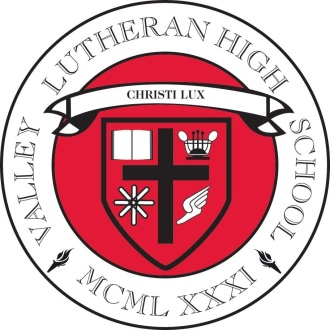 VALLEY LUTHERAN HIGH SCHOOL
CHRISTI LUX
MCML XXXI